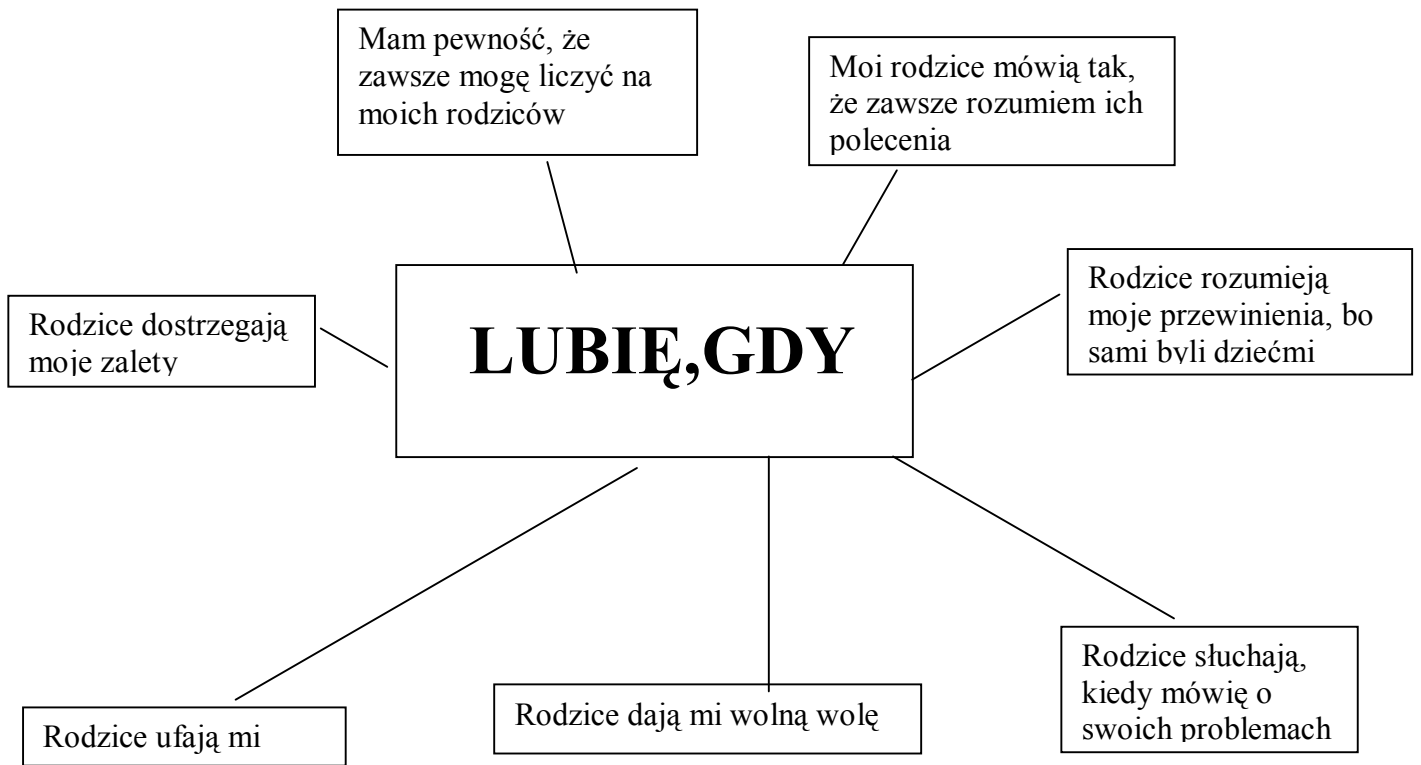 Mam pewność, że
zawsze mogę liczyć na
moich rodziców
Moi rodzice mówią tak,
że zawsze rozumiem ich
polecenia
Rodzice dostrzegają
moje zalety
LUBIĘ,GDY
Rodzice rozumieją
moje przewinienia, bo
sami byli dziećmi
Rodzice ufają mi
Rodzice dają mi wolną wolę
Rodzice słuchają,
kiedy mówię o
swoich problemach